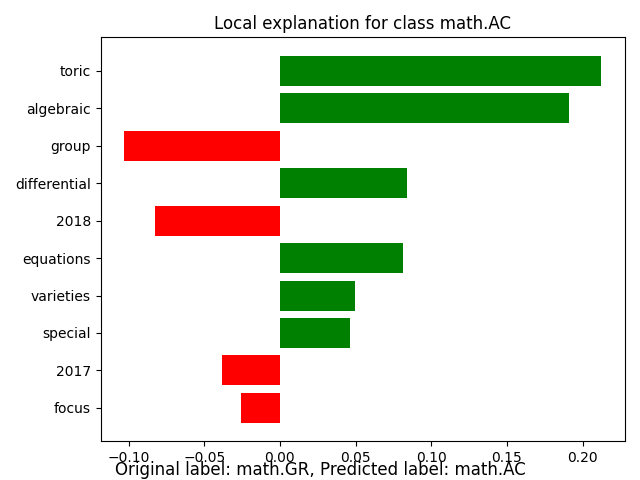 Local explanation for class math.AC
toric
algebraic
group
differential
2018
equations
varieties
special
2017
focus
−0.10 −0.05 0.00 0.05 0.10 0.15 0.20
Original label: math.GR, Predicted label: math.AC